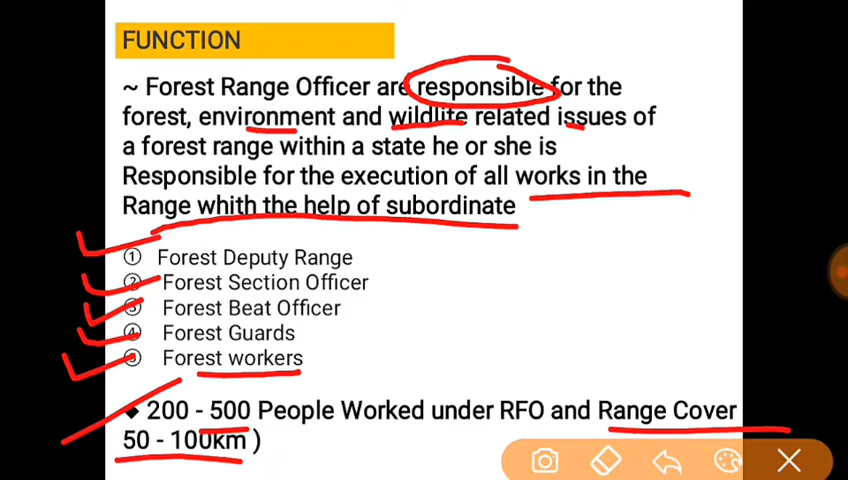 FUNCTION
~ Forest Range Officer are responsible for the
forest, environment and wildlife related issues of
a forest range within a state he or she is
Responsible for the execution of all works in the
Range whith the help of subordinate
① Forest Deputy Range
② Forest Section Officer
③ Forest Beat Officer
④ Forest Guards
⑤ Forest workers
◆ 200 - 500 People Worked under RFO and Range Cover
50 - 100km )